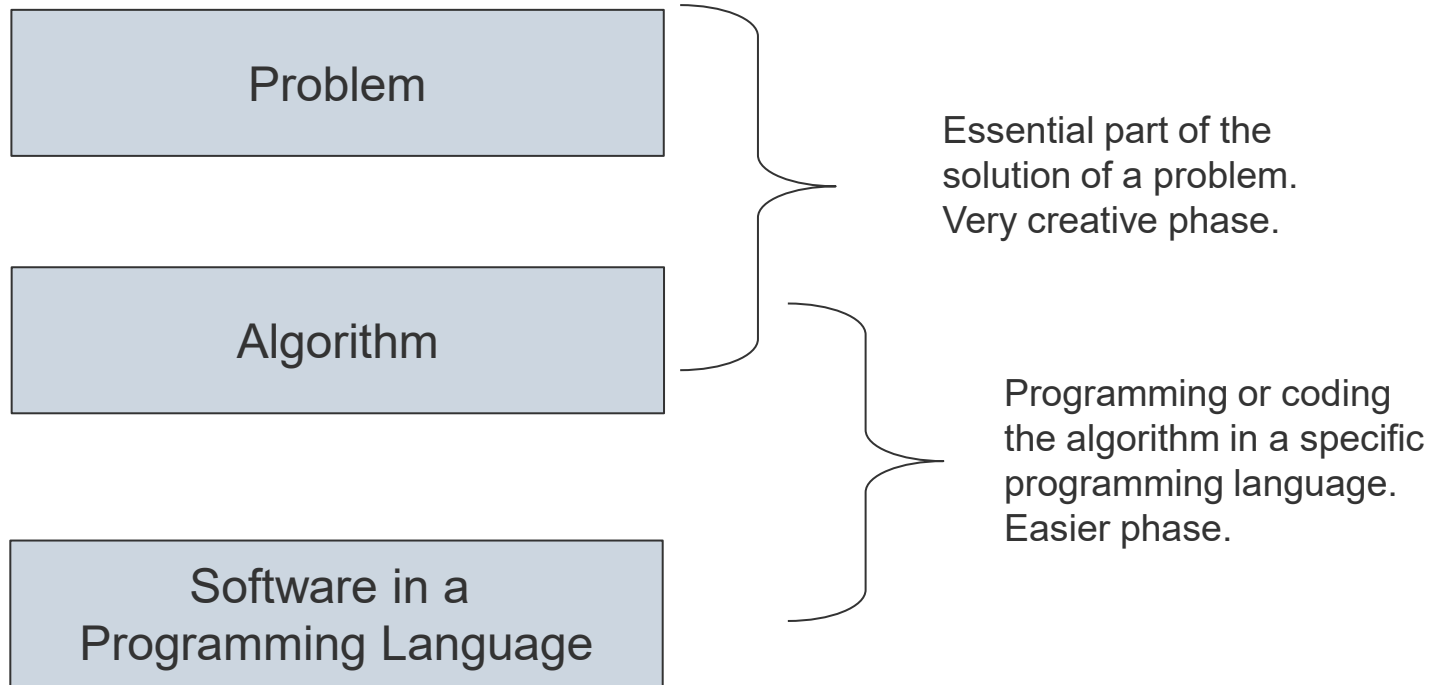 Problem
Essential part of the
solution of a problem.
Very creative phase.
Algorithm
Programming or coding
the algorithm in a specific
programming language.
Easier phase.
Software in a
Programming Language